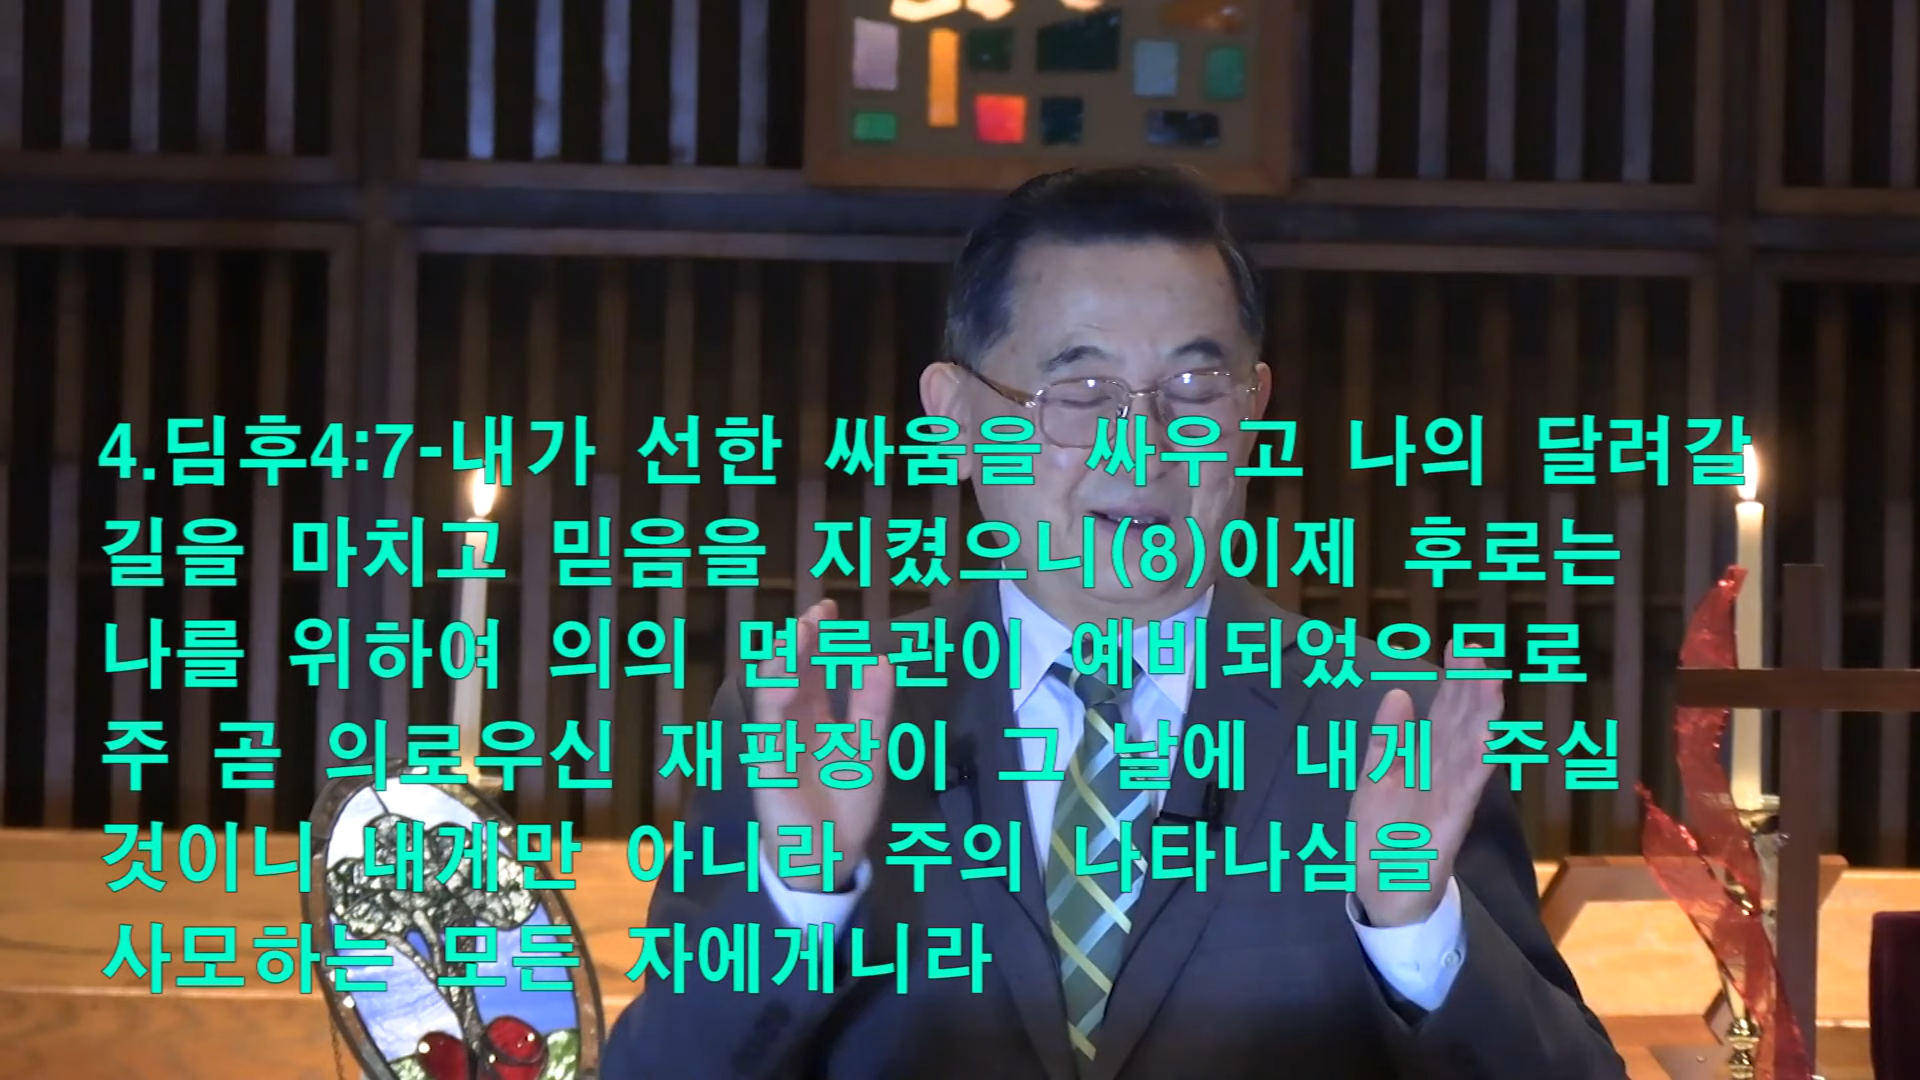 4.딤후4:7-내가 선한 싸움을 싸우고 나의 달려갈
길을 마치고 믿음을 지켰으니(8)이제 후로는
나를 위하여 의의 면류관이 예비되었으므로
주 곧 의로우신 재판장이 그 날에 내게 주실
것이니 내게만 아니라 주의 나타나심을
사모하는 모든 자에게니라